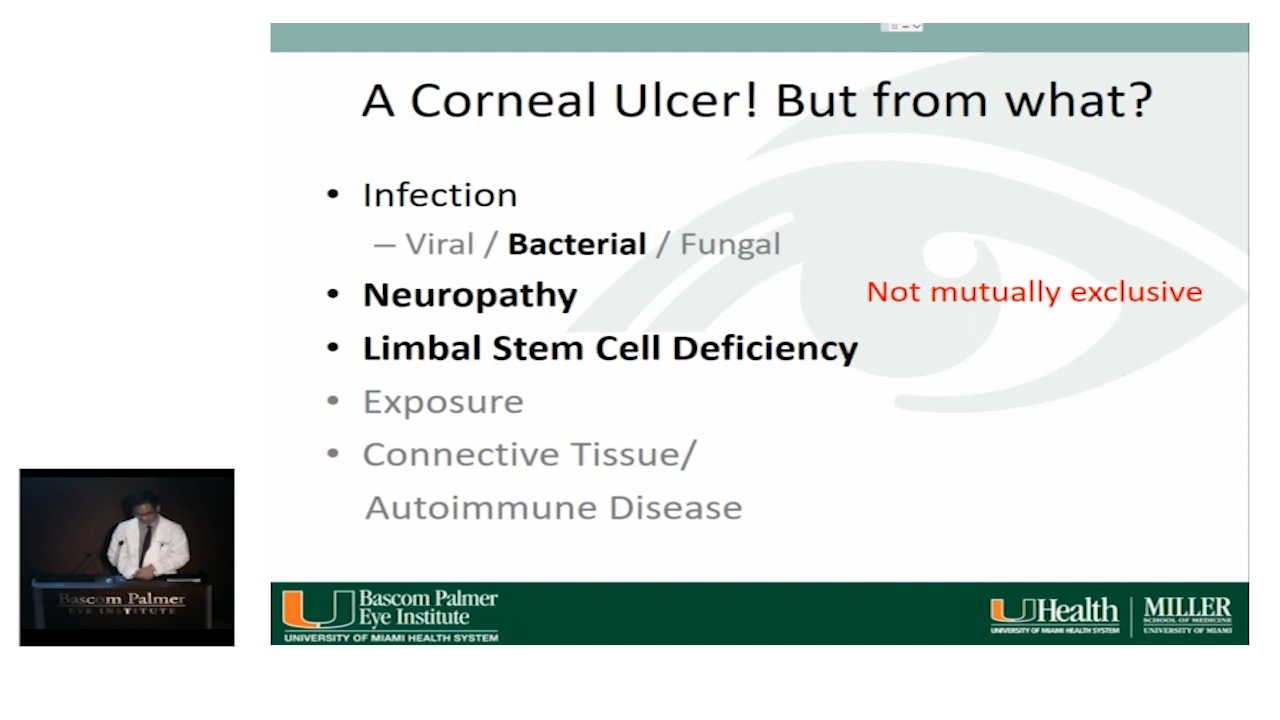 A Corneal Ulcer! But from what?
• Infection
– Viral / Bacterial / Fungal
• Neuropathy
Not mutually exclusive
• Limbal Stem Cell Deficiency
• Exposure
• Connective Tissue/
Autoimmune Disease
Bascom Palmer
EYE INSTITUTE
Bascom Palmer
Eye Institute
UNIVERSITY OF MIAMI HEALTH SYSTEM
UHealth
UNIVERSITY OF MIAMI HEALTH SYSTEM
MILLER
SCHOOL OF MEDICINE
UNIVERSITY OF MIAMI